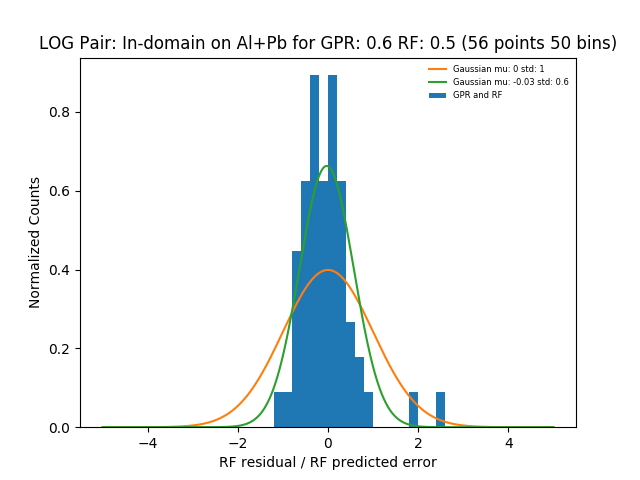 LOG Pair: In-domain on Al+Pb for GPR: 0.6 RF: 0.5 (56 points 50 bins)
Gaussian mu: 0 std: 1
Gaussian mu: -0.03 std: 0.6
GPR and RF
Normalized Counts
0.8
0.6
0.4
0.2
0.0
−4
−2
0
2
4
RF residual / RF predicted error